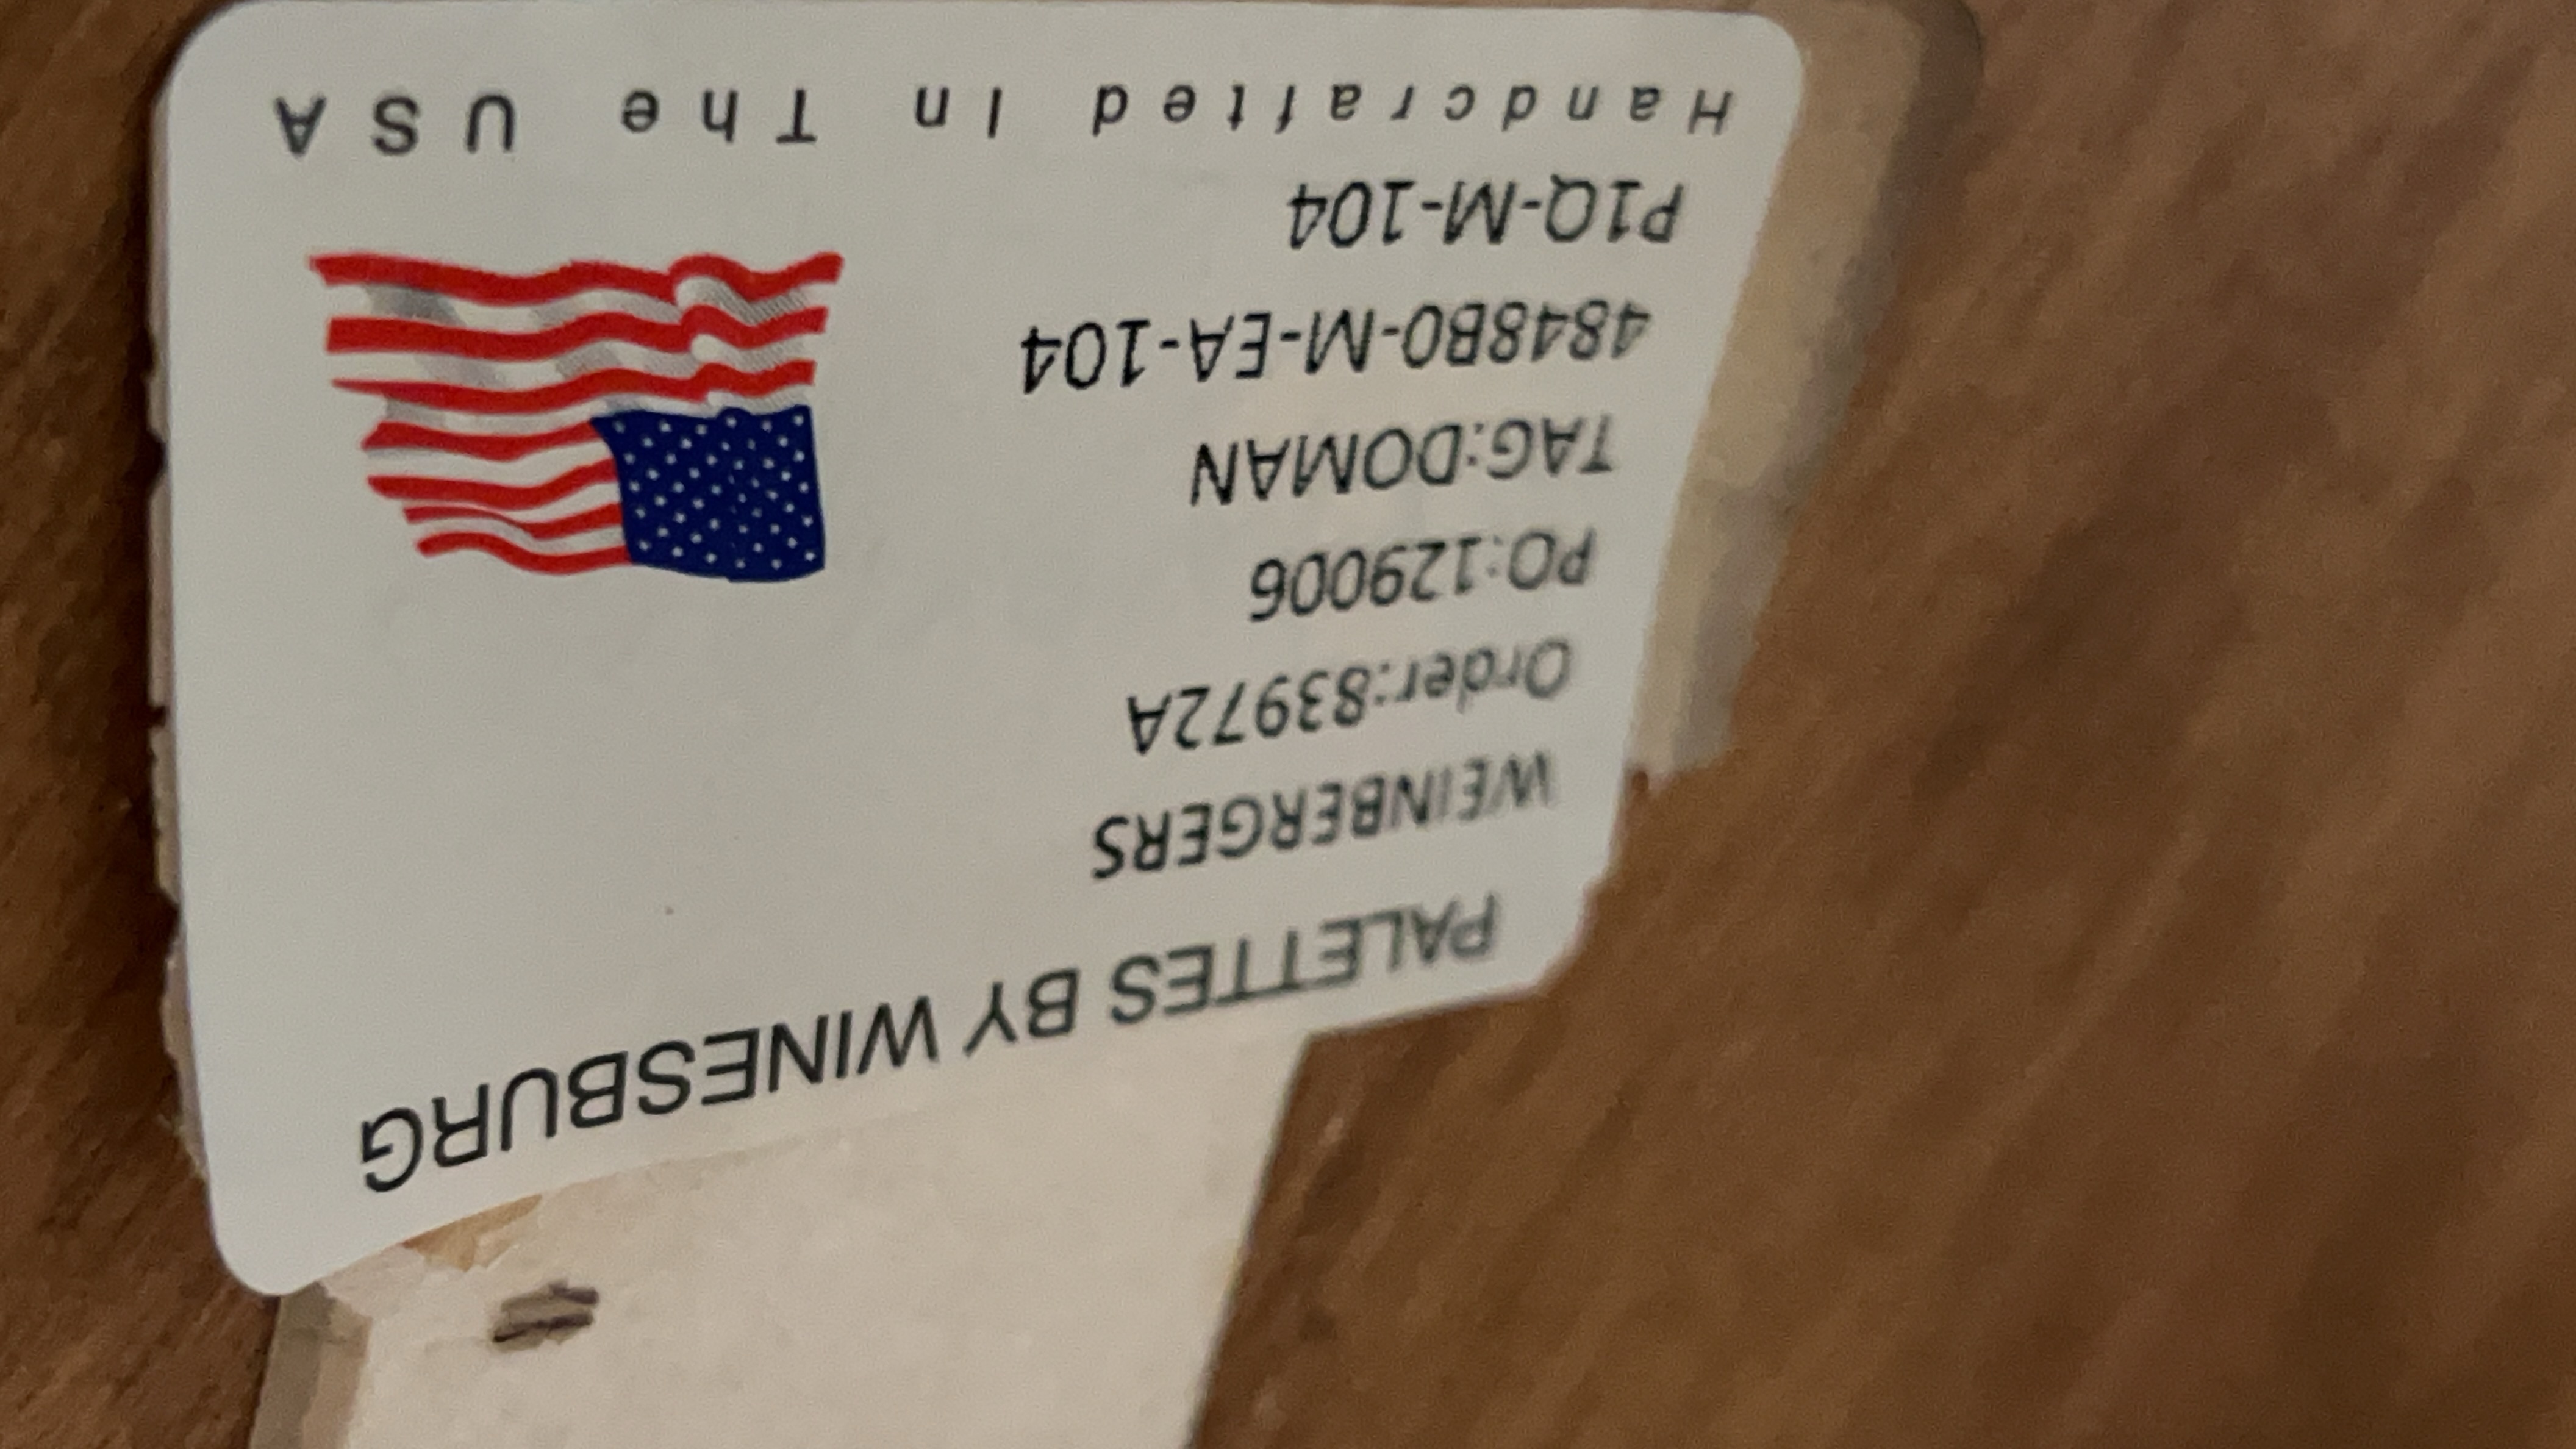 PALETTES BY WINESBURG
WEINBERGERS
Order:83972A
PO:129006
TAG:DOMAN
4848B0-M-EA-104
P1Q-M-104
Handcrafted In The USA